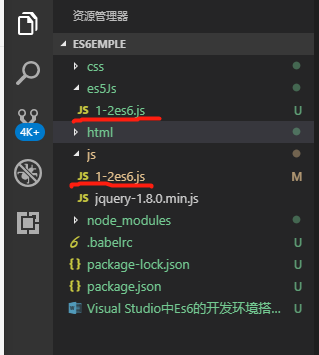 资源管理器
ES6EMPLE
css
es5Js
JS 1-2es6.js U
4K+
html
js
JS 1-2es6.js M
JS jquery-1.8.0.min.js
node_modules
.babelrc U
{} package-lock.json U
{} package.json U
Visual Studio中Es6的开发环境搭... U